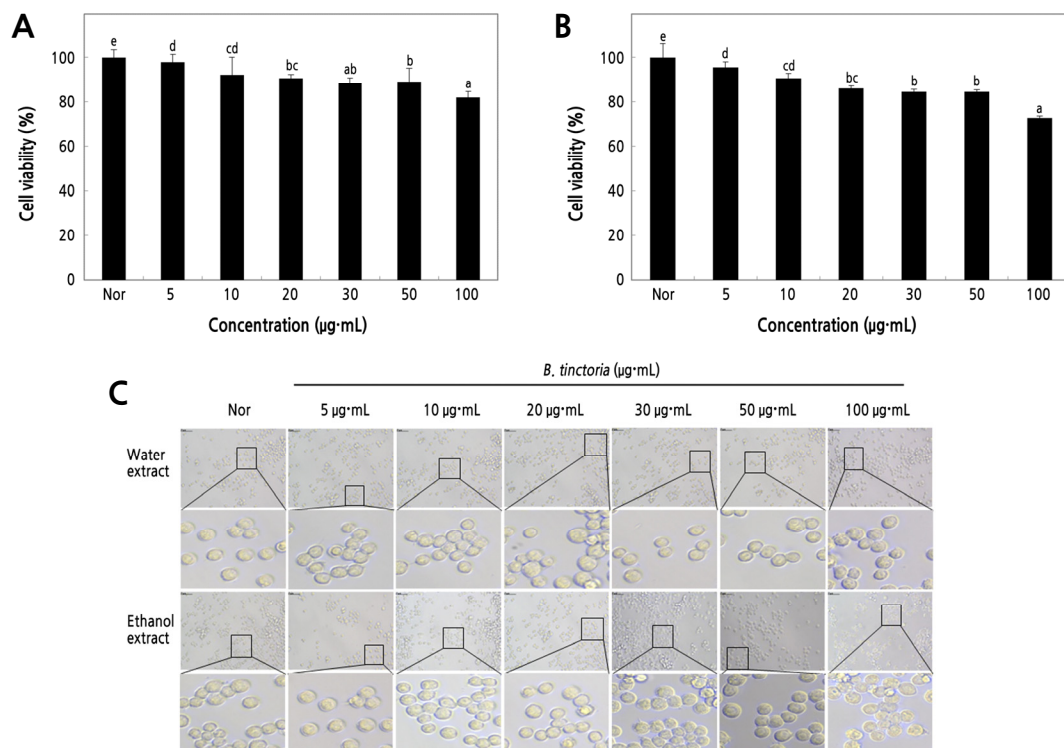 A
e
d
cd
bc
ab
b
a
100
80
60
40
20
0
Cell viability (%)
Nor 5 10 20 30 50 100
Concentration (µg·mL)
B
e
d
cd
bc
b
b
a
100
80
60
40
20
0
Cell viability (%)
Nor 5 10 20 30 50 100
Concentration (µg·mL)
C
B. tinctoria (µg·mL)
Nor 5 µg·mL 10 µg·mL 20 µg·mL 30 µg·mL 50 µg·mL 100 µg·mL
Water
extract
Ethanol
extract